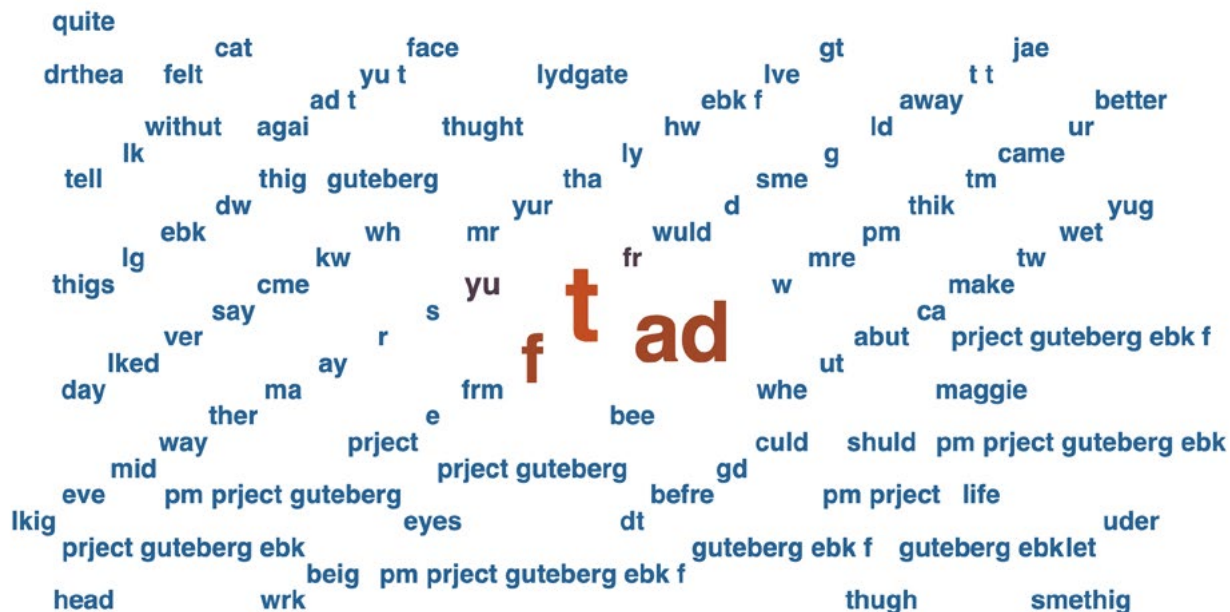 quite
cat face gt jae
drthea felt yu t lydgate lve t t
ad t ebk f away better
withut agai thught hw ld ur
lk ly g came
tell thig guteberg tha sme tm
dw yur d thik yug
ebk wh mr wuld pm wet
lg kw fr mre tw
thigs cme yu t w make
say s ad ca
ver r f abut prject guteberg ebk f
lked ay ut
day ma frm whe maggie
ther e bee
way prject culd shuld pm prject guteberg ebk
mid prject guteberg gd
eve pm prject guteberg befre pm prject life
lkig eyes dt uder
prject guteberg ebk guteberg ebk f guteberg ebklet
beig pm prject guteberg ebk f
head wrk thugh smethig